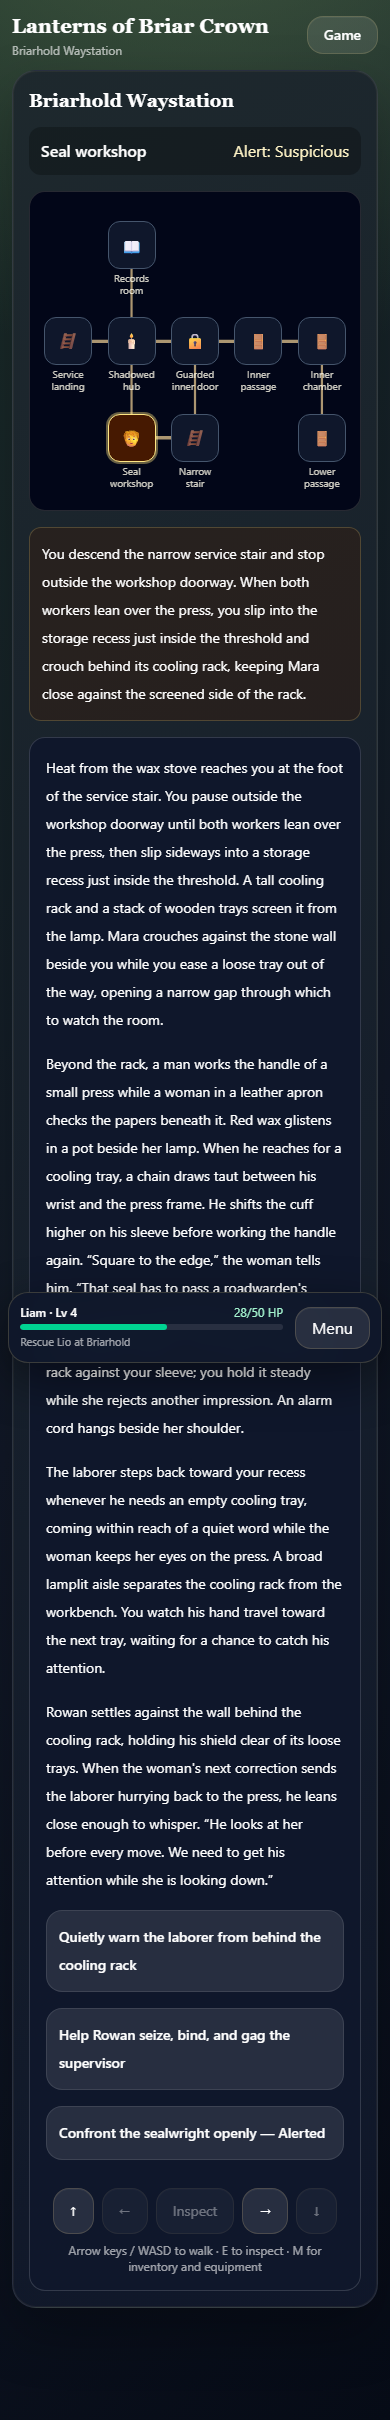 Lanterns of Briar Crown
Briarhold Waystation
Game
Briarhold Waystation
Seal workshop
Alert: Suspicious
Records
room
Service
landing
Shadowed
hub
Guarded
inner door
Inner
passage
Inner
chamber
Seal
workshop
Narrow
stair
Lower
passage
You descend the narrow service stair and stop
outside the workshop doorway. When both
workers lean over the press, you slip into the
storage recess just inside the threshold and
crouch behind its cooling rack, keeping Mara
close against the screened side of the rack.
Heat from the wax stove reaches you at the foot
of the service stair. You pause outside the
workshop doorway until both workers lean over
the press, then slip sideways into a storage
recess just inside the threshold. A tall cooling
rack and a stack of wooden trays screen it from
the lamp. Mara crouches against the stone wall
beside you while you ease a loose tray out of
the way, opening a narrow gap through which
to watch the room.
Beyond the rack, a man works the handle of a
small press while a woman in a leather apron
checks the papers beneath it. Red wax glistens
in a pot beside her lamp. When he reaches for a
cooling tray, a chain draws taut between his
wrist and the press frame. He shifts the cuff
higher on his sleeve before working the handle
again. “Square to the edge,” the woman tells
him. “That seal has to pass a roadwarden's
Liam · Lv 4
28/50 HP
Rescue Lio at Briarhold
Menu
rack against your sleeve; you hold it steady
while she rejects another impression. An alarm
cord hangs beside her shoulder.
The laborer steps back toward your recess
whenever he needs an empty cooling tray,
coming within reach of a quiet word while the
woman keeps her eyes on the press. A broad
lamplit aisle separates the cooling rack from the
workbench. You watch his hand travel toward
the next tray, waiting for a chance to catch his
attention.
Rowan settles against the wall behind the
cooling rack, holding his shield clear of its loose
trays. When the woman's next correction sends
the laborer hurrying back to the press, he leans
close enough to whisper. “He looks at her
before every move. We need to get his
attention while she is looking down.”
Quietly warn the laborer from behind the
cooling rack
Help Rowan seize, bind, and gag the
supervisor
Confront the sealwright openly — Alerted
↑ ← Inspect → ↓
Arrow keys / WASD to walk · E to inspect · M for
inventory and equipment